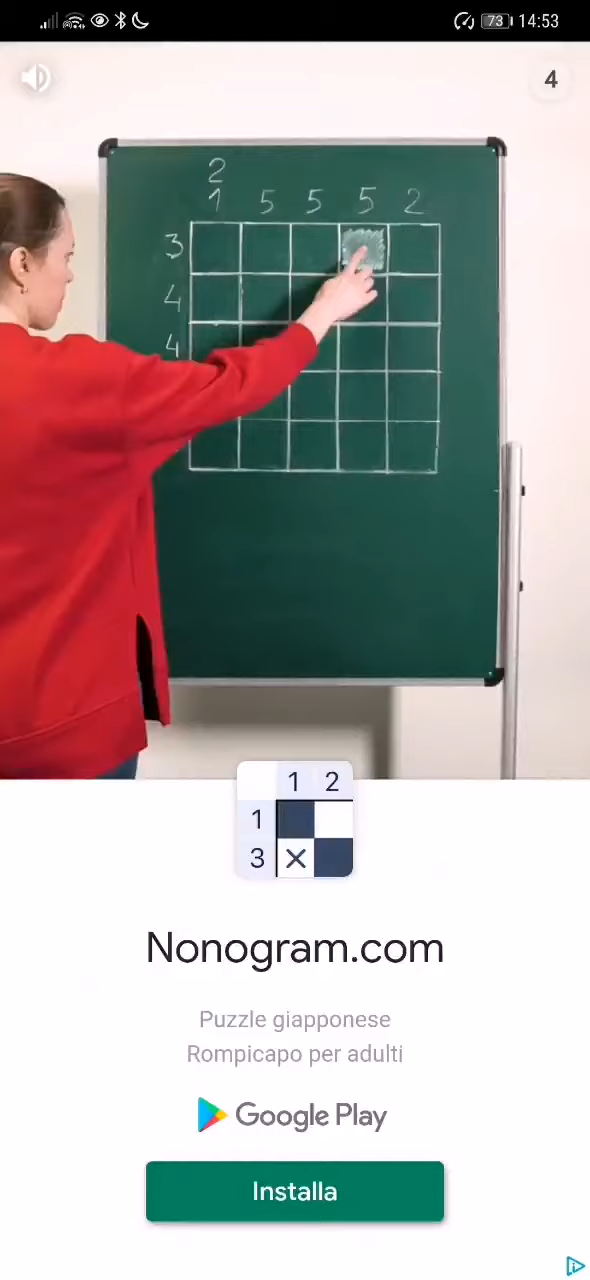 73 14:53
4
2
1 5 5 5 2
3
4
4
1 2
1
3 ×
Nonogram.com
Puzzle giapponese
Rompicapo per adulti
Google Play
Installa